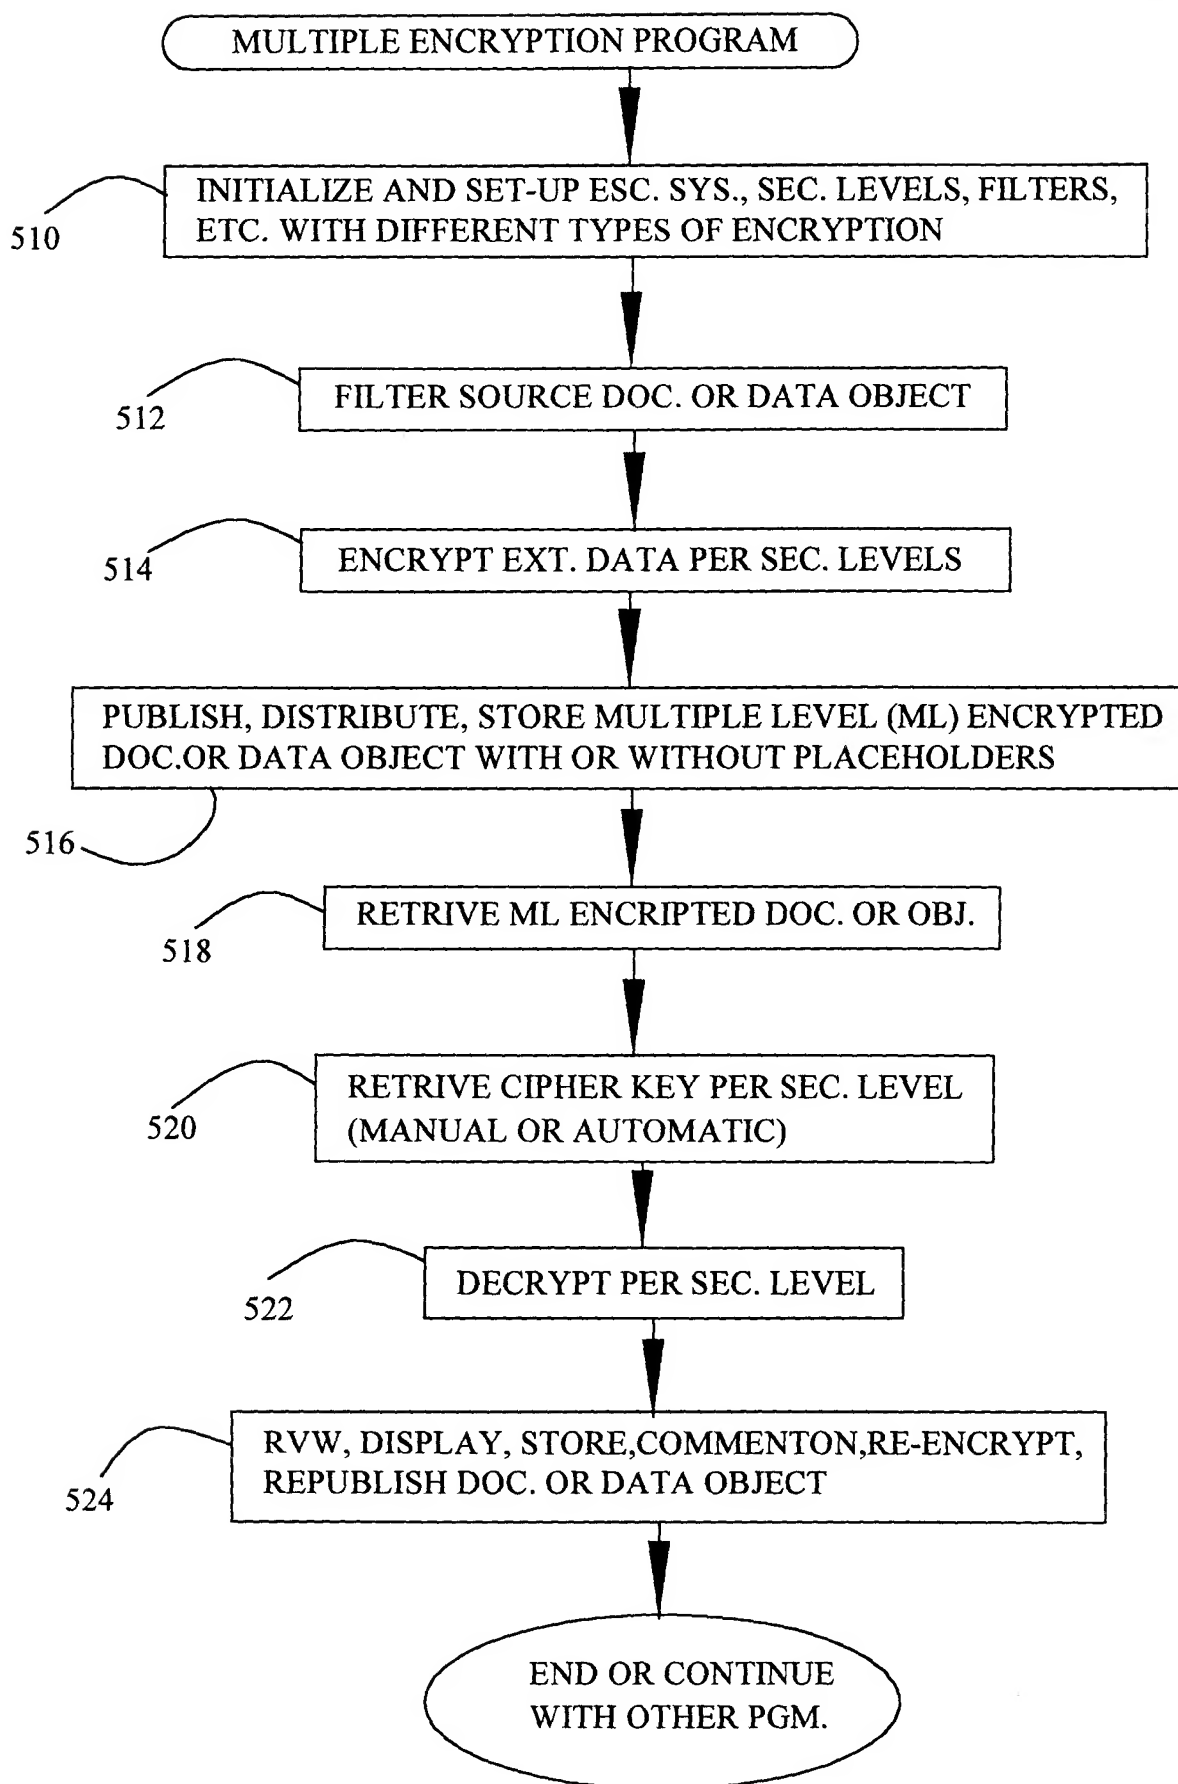 MULTIPLE ENCRYPTION PROGRAM
INITIALIZE AND SET-UP ESC. SYS., SEC. LEVELS, FILTERS,
ETC. WITH DIFFERENT TYPES OF ENCRYPTION
510
FILTER SOURCE DOC. OR DATA OBJECT
512
ENCRYPT EXT. DATA PER SEC. LEVELS
514
PUBLISH, DISTRIBUTE, STORE MULTIPLE LEVEL (ML) ENCRYPTED
DOC.OR DATA OBJECT WITH OR WITHOUT PLACEHOLDERS
516
RETRIVE ML ENCRIPTED DOC. OR OBJ.
518
RETRIVE CIPHER KEY PER SEC. LEVEL
(MANUAL OR AUTOMATIC)
520
DECRYPT PER SEC. LEVEL
522
RVW, DISPLAY, STORE,COMMENTON,RE-ENCRYPT,
REPUBLISH DOC. OR DATA OBJECT
524
END OR CONTINUE
WITH OTHER PGM.